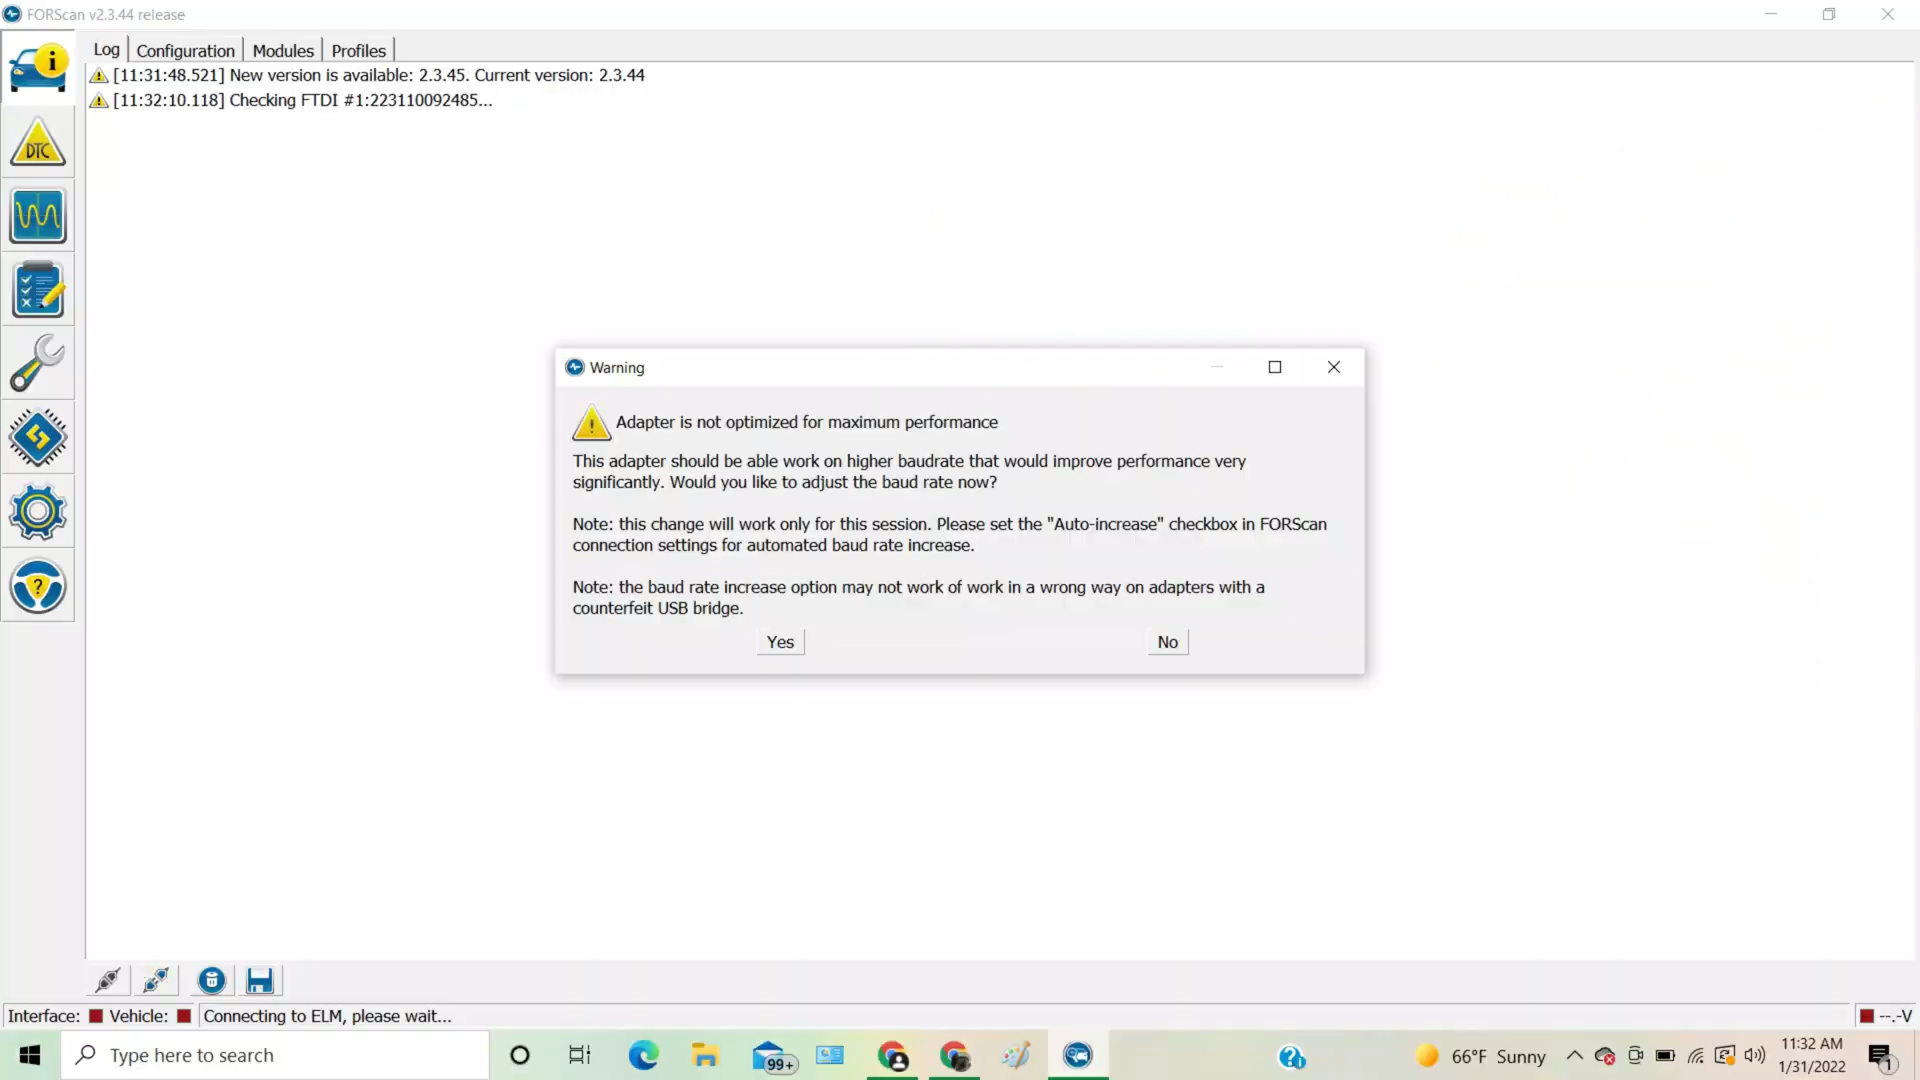 FORScan v2.3.44 release
Log Configuration Modules Profiles
[11:31:48.521] New version is available: 2.3.45. Current version: 2.3.44
[11:32:10.118] Checking FTDI #1:223110092485...
i
DTC
?
Warning
Adapter is not optimized for maximum performance
This adapter should be able work on higher baudrate that would improve performance very
significantly. Would you like to adjust the baud rate now?
Note: this change will work only for this session. Please set the "Auto-increase" checkbox in FORScan
connection settings for automated baud rate increase.
Note: the baud rate increase option may not work of work in a wrong way on adapters with a
counterfeit USB bridge.
Yes No
Interface: Vehicle: Connecting to ELM, please wait... --.-V
Type here to search
99+
66°F Sunny
11:32 AM
1/31/2022
1